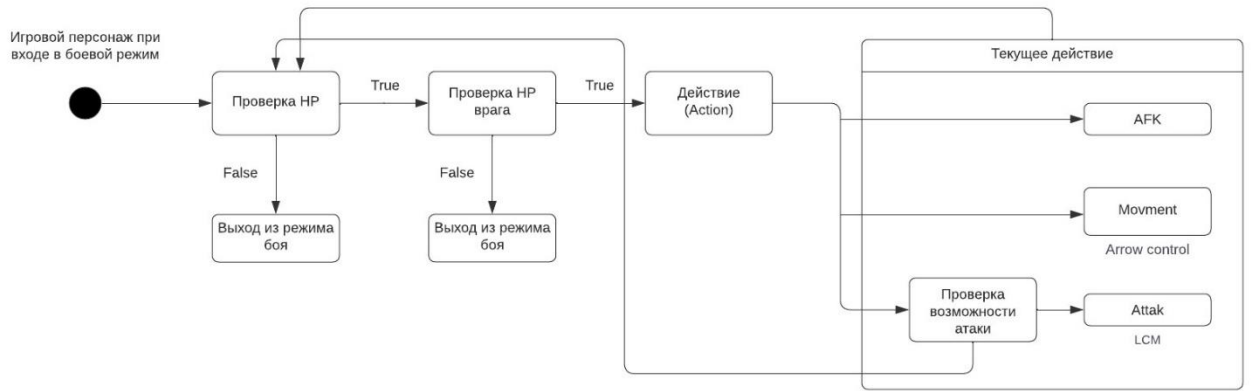 Игровой персонаж при
входе в боевой режим
Проверка HP
True
Проверка HP
врага
True
Действие
(Action)
Текущее действие
AFK
False
False
Movment
Arrow control
Выход из режима
боя
Выход из режима
боя
Проверка
возможности
атаки
Attak
LCM